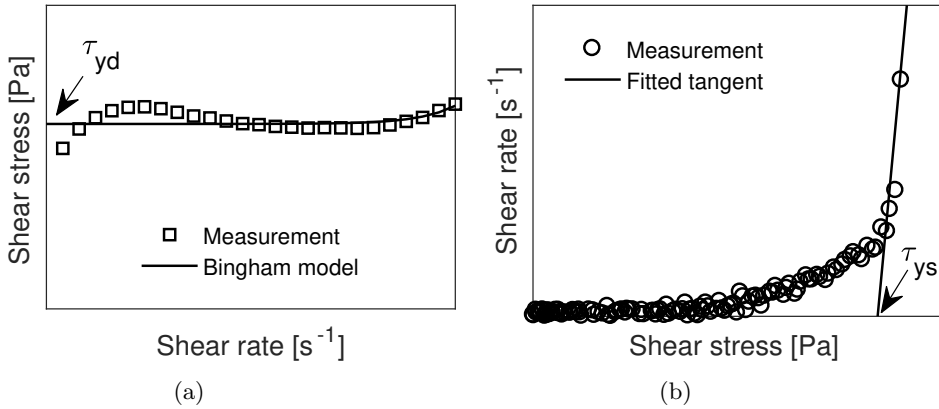 τyd
Shear stress [Pa]
Measurement
Bingham model
Shear rate [s⁻¹]
(a)
Measurement
Fitted tangent
Shear rate [s⁻¹]
τys
Shear stress [Pa]
(b)